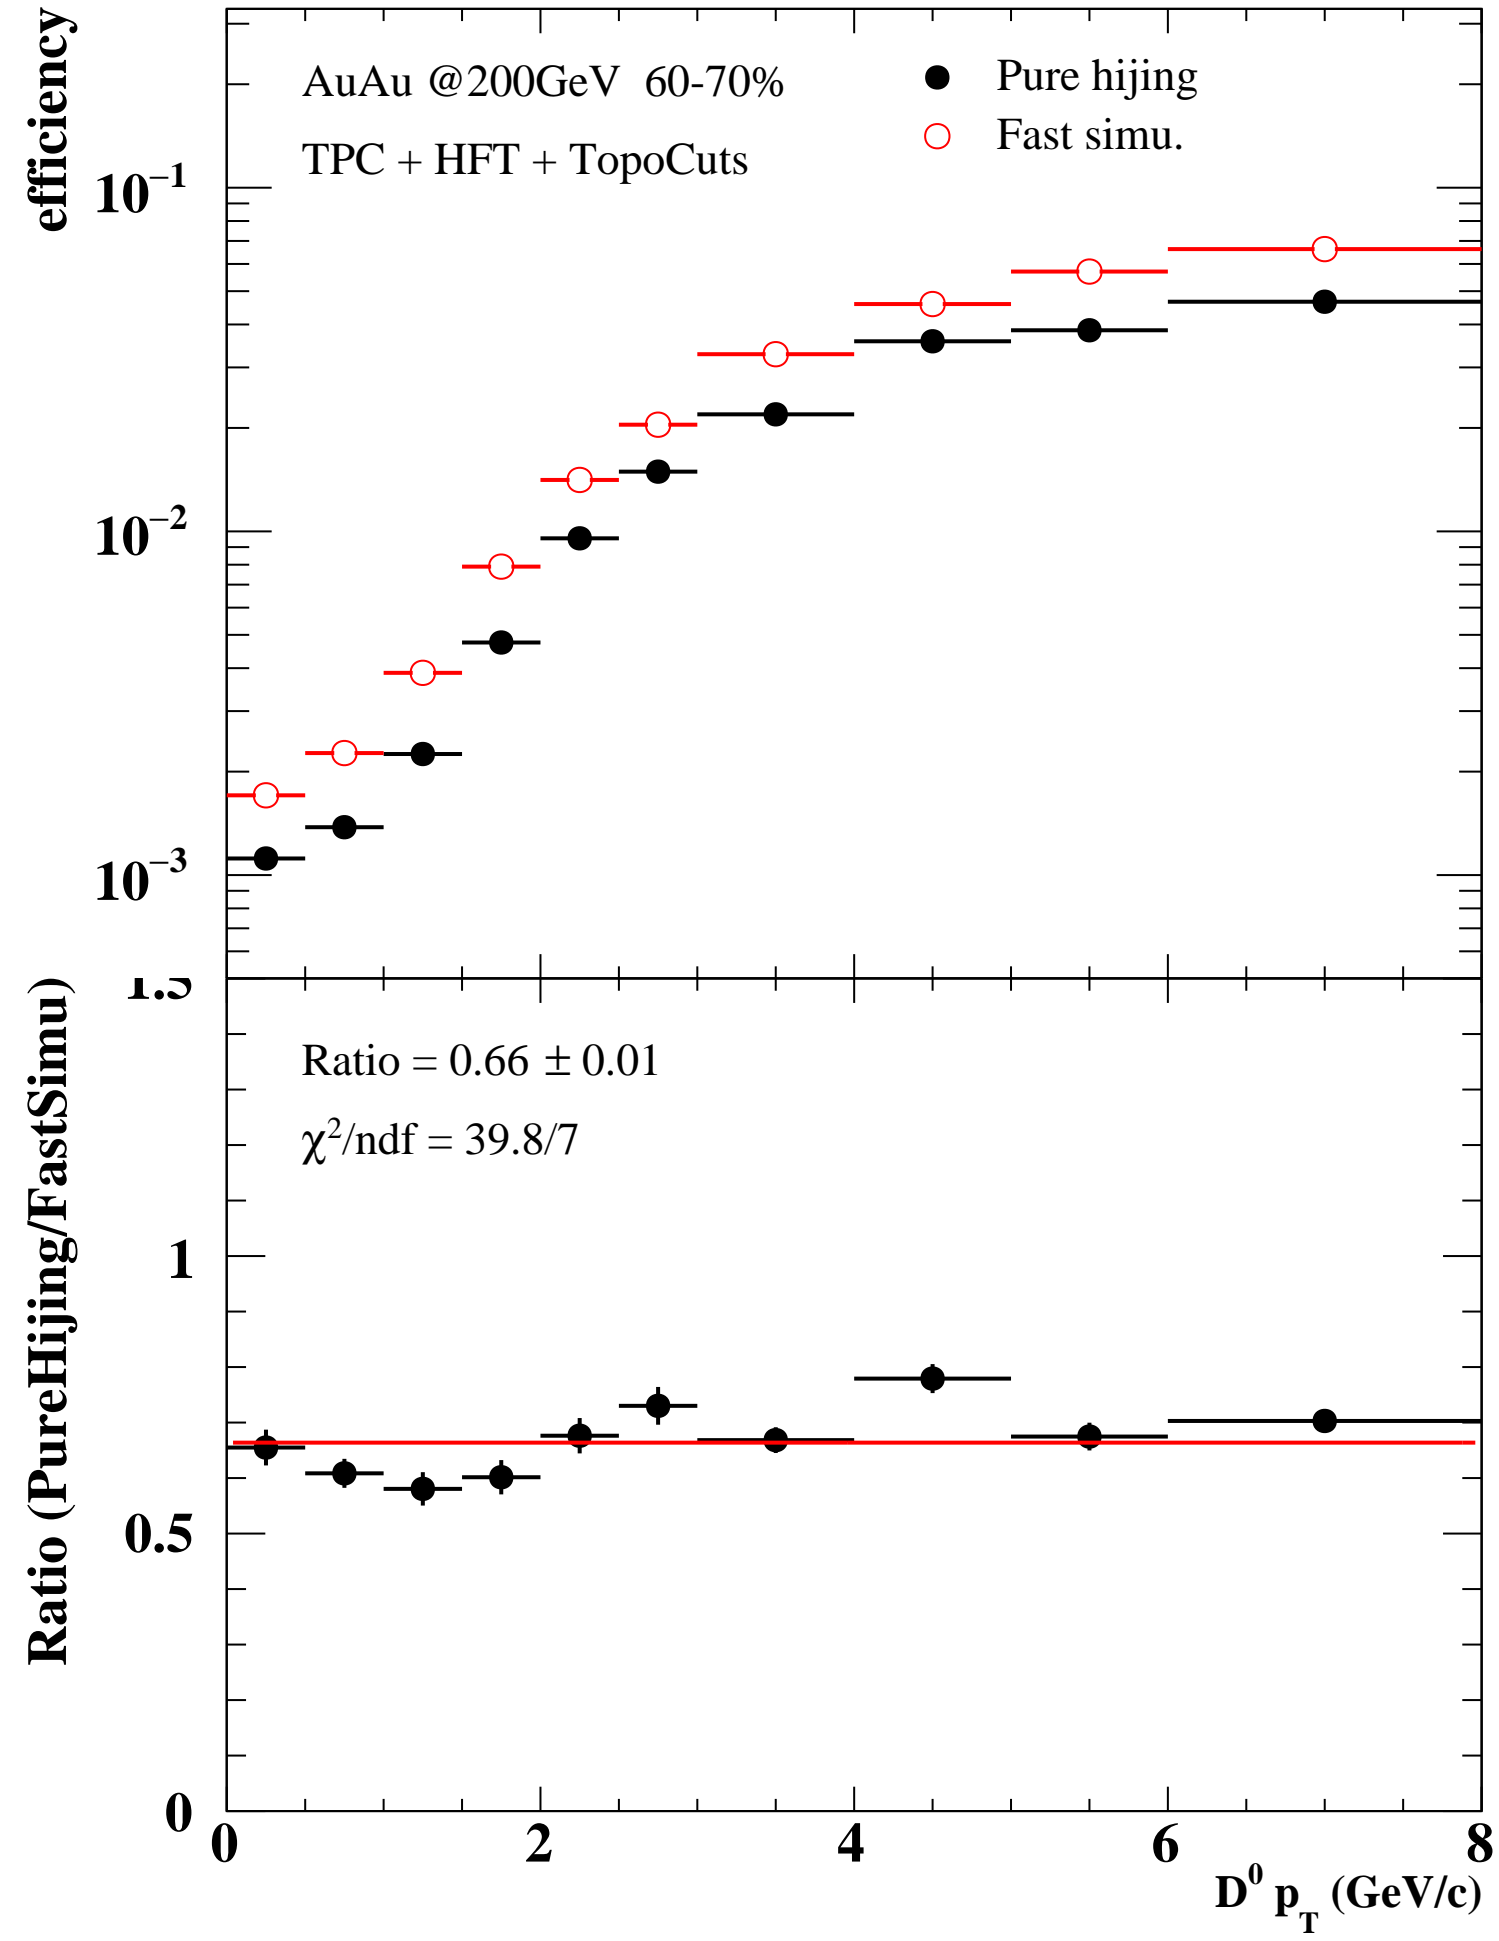 efficiency
AuAu @200GeV 60-70%
TPC + HFT + TopoCuts
Pure hijing
Fast simu.
10⁻¹
10⁻²
10⁻³
Ratio (PureHijing/FastSimu)
1.5
Ratio = 0.66 ± 0.01
χ²/ndf = 39.8/7
1
0.5
0
0 2 4 6 8
D⁰ p_T (GeV/c)